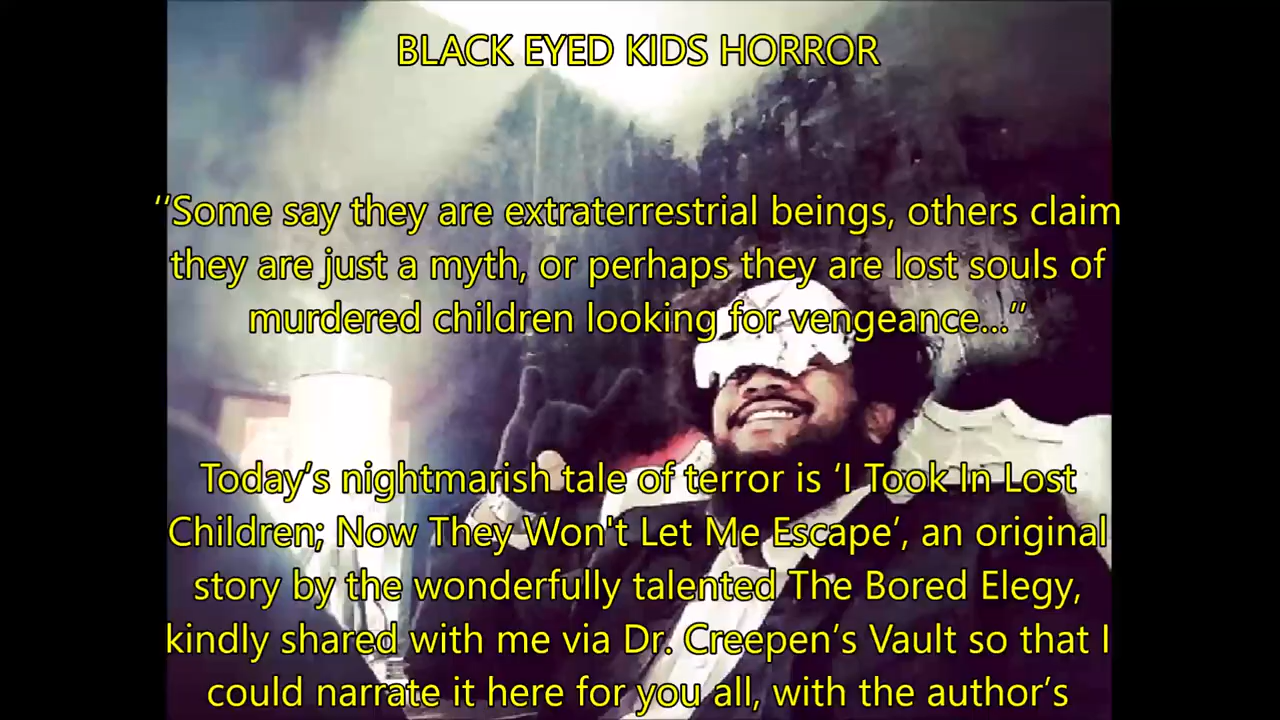 BLACK EYED KIDS HORROR
‘‘Some say they are extraterrestrial beings, others claim
they are just a myth, or perhaps they are lost souls of
murdered children looking for vengeance...’’
Today’s nightmarish tale of terror is ‘I Took In Lost
Children; Now They Won't Let Me Escape’, an original
story by the wonderfully talented The Bored Elegy,
kindly shared with me via Dr. Creepen’s Vault so that I
could narrate it here for you all, with the author’s